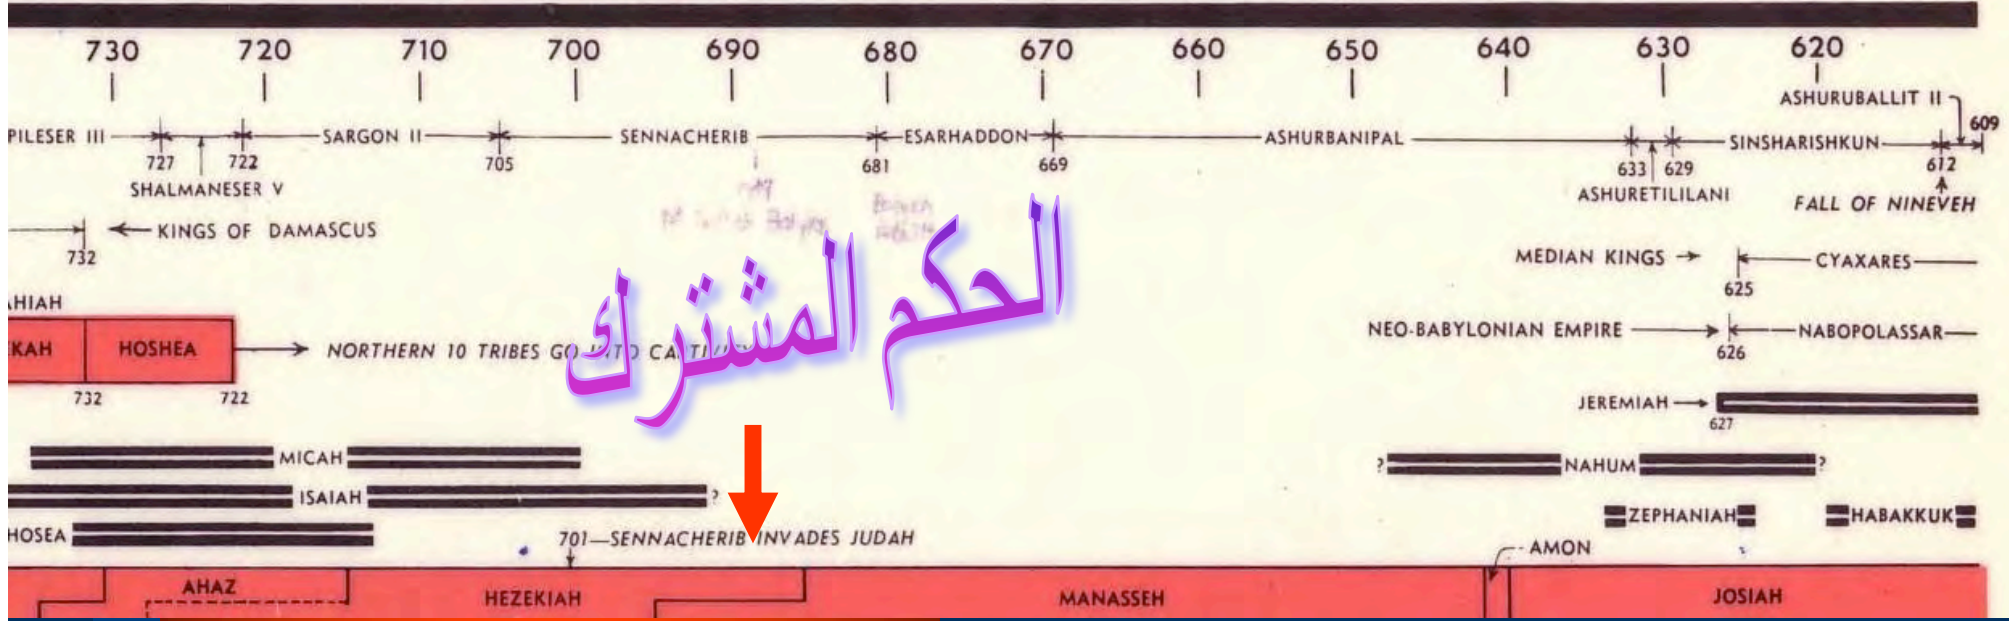 730 720 710 700 690 680 670 660 650 640 630 620
ASHURUBALLIT II
609
PILESER III SARGON II SENNACHERIB ESARHADDON ASHURBANIPAL SINSHARISHKUN
727 722 705 681 669 633 629 612
SHALMANESER V ASHURETILILANI FALL OF NINEVEH
KINGS OF DAMASCUS
732
MEDIAN KINGS CYAXARES
625
الحكم المشترك
AHIAH
EKAH HOSHEA NORTHERN 10 TRIBES GO INTO CAPTIVITY
NEO-BABYLONIAN EMPIRE NABOPOLASSAR
626
732 722
JEREMIAH
627
MICAH
? NAHUM ?
ISAIAH ?
ZEPHANIAH HABAKKUK
HOSEA
701—SENNACHERIB INVADES JUDAH
AMON
AHAZ HEZEKIAH MANASSEH JOSIAH